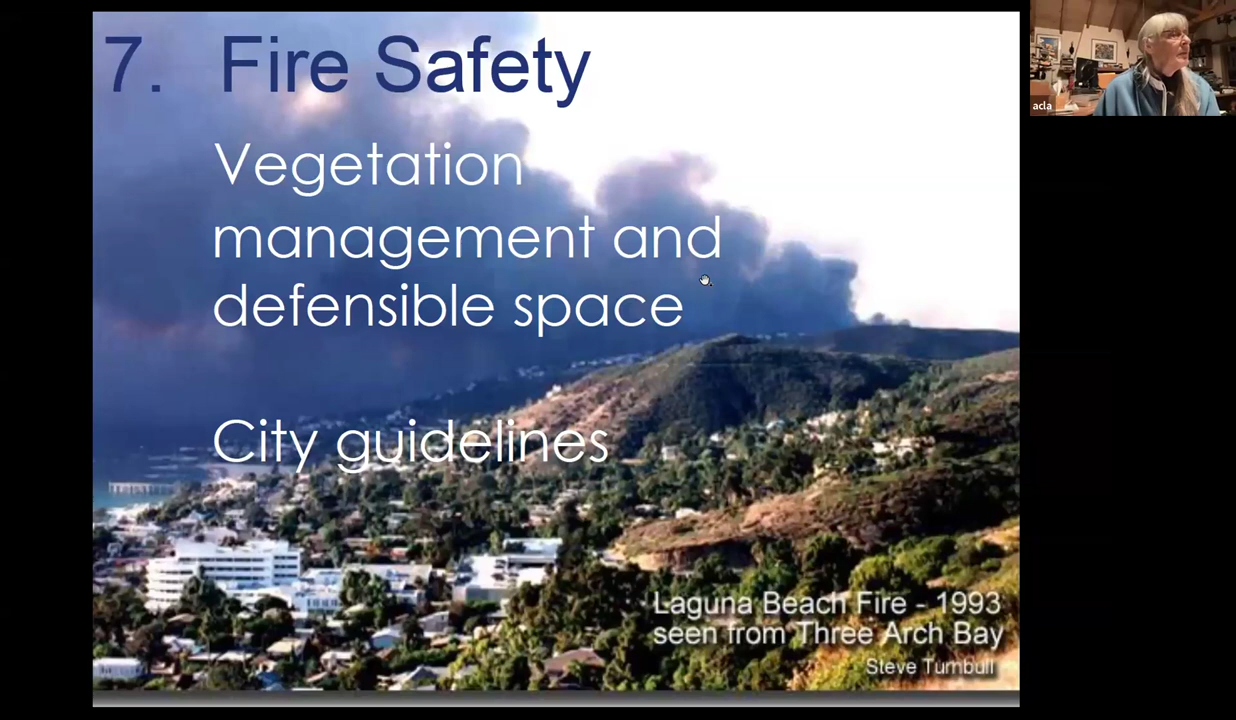 7. Fire Safety
Vegetation
management and
defensible space
City guidelines
Laguna Beach Fire - 1993
seen from Three Arch Bay
Steve Turnbull
acla